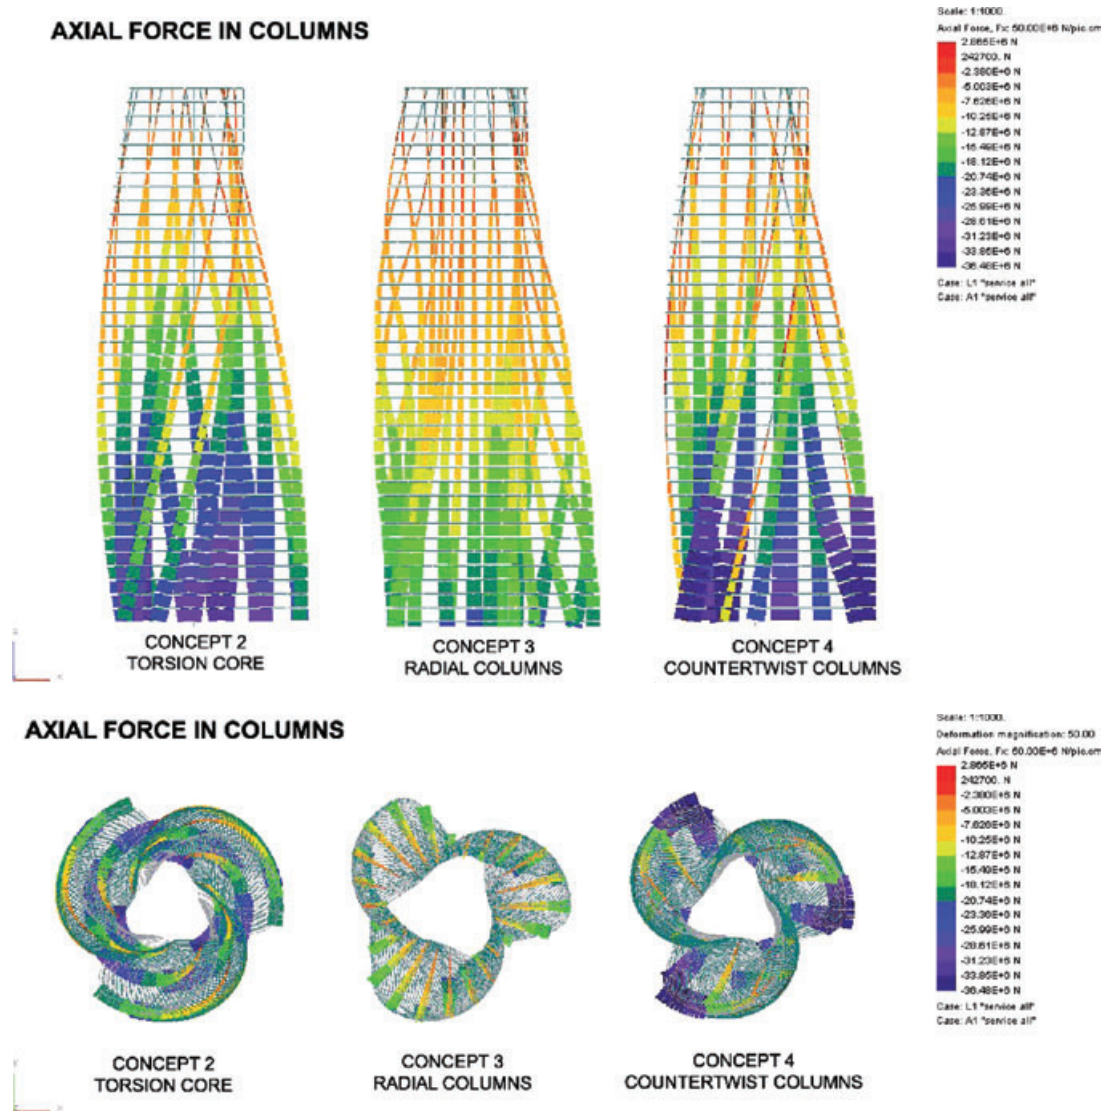 AXIAL FORCE IN COLUMNS
Scale: 1:1000.
Axial Force, Fx: 50.00E+6 N/pic.cm
2.865E+6 N
242700. N
-2.380E+6 N
-5.003E+6 N
-7.626E+6 N
-10.25E+6 N
-12.87E+6 N
-15.49E+6 N
-18.12E+6 N
-20.74E+6 N
-23.36E+6 N
-25.99E+6 N
-28.61E+6 N
-31.23E+6 N
-33.85E+6 N
-36.48E+6 N
Case: L1 "service all"
Case: A1 "service all"
CONCEPT 2
TORSION CORE
CONCEPT 3
RADIAL COLUMNS
CONCEPT 4
COUNTERTWIST COLUMNS
AXIAL FORCE IN COLUMNS
Scale: 1:1000.
Deformation magnification: 50.00
Axial Force, Fx: 60.00E+6 N/pic.cm
2.865E+6 N
242700. N
-2.380E+6 N
-5.003E+6 N
-7.626E+6 N
-10.25E+6 N
-12.87E+6 N
-15.49E+6 N
-18.12E+6 N
-20.74E+6 N
-23.36E+6 N
-25.99E+6 N
-28.61E+6 N
-31.23E+6 N
-33.85E+6 N
-36.48E+6 N
Case: L1 "service all"
Case: A1 "service all"
CONCEPT 2
TORSION CORE
CONCEPT 3
RADIAL COLUMNS
CONCEPT 4
COUNTERTWIST COLUMNS